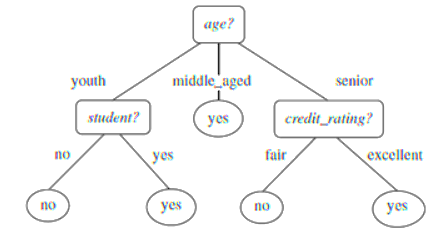 age?
youth middle_aged senior
student? yes credit_rating?
no yes fair excellent
no yes no yes